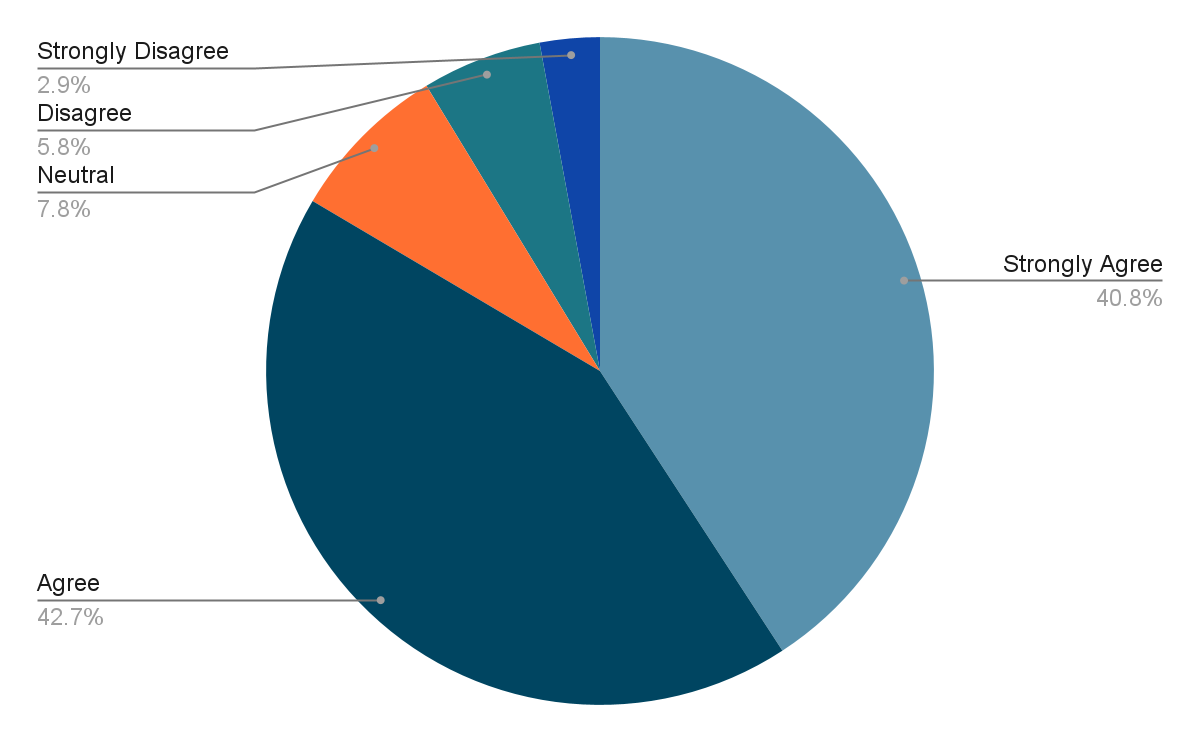 Strongly Disagree
2.9%
Disagree
5.8%
Neutral
7.8%
Strongly Agree
40.8%
Agree
42.7%